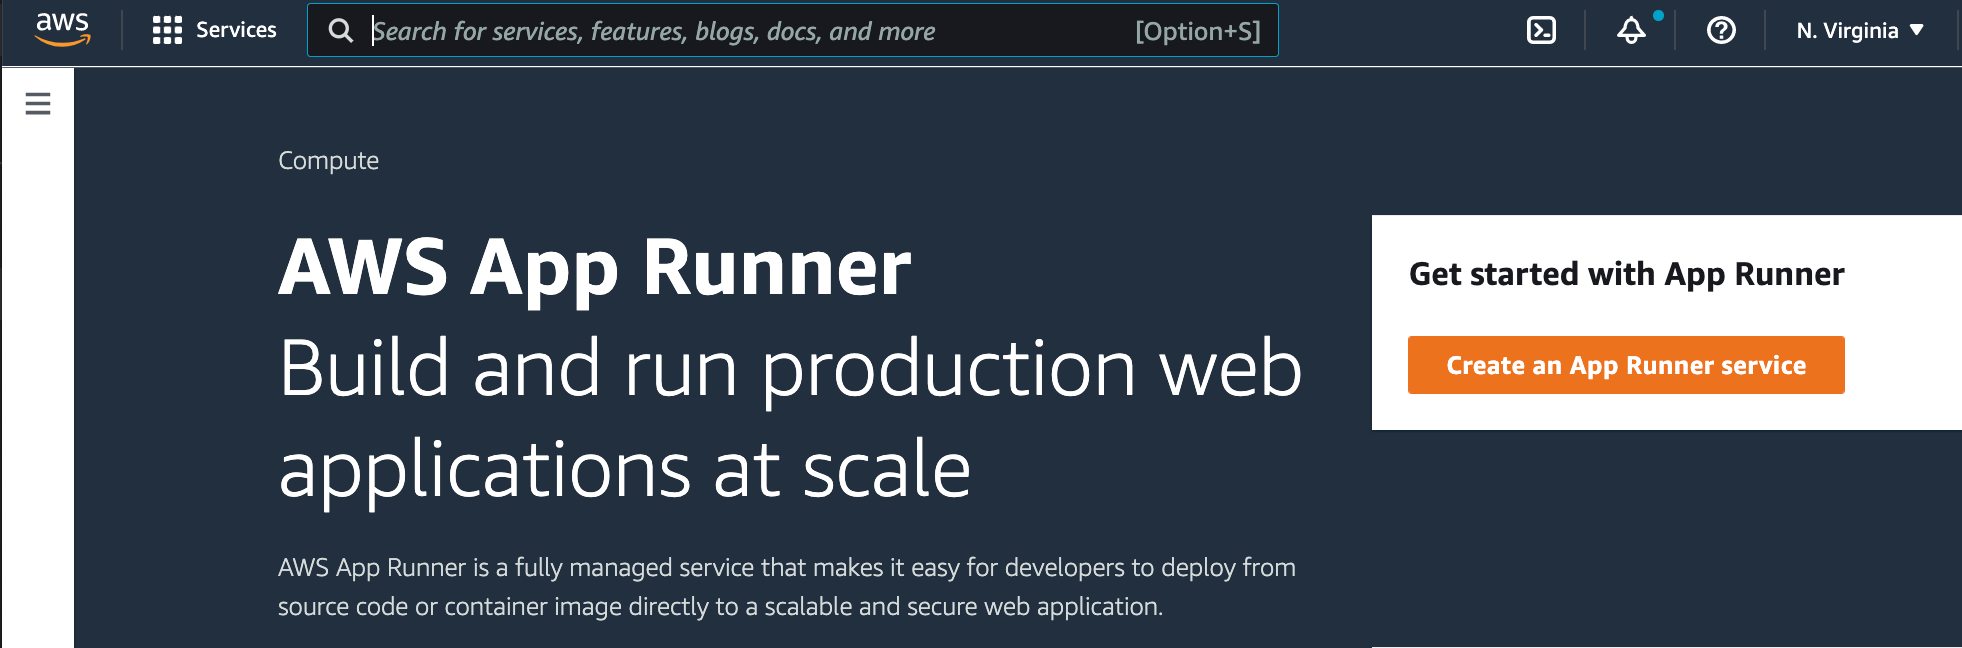 aws
Services
Search for services, features, blogs, docs, and more
[Option+S]
N. Virginia
Compute
AWS App Runner
Build and run production web
applications at scale
AWS App Runner is a fully managed service that makes it easy for developers to deploy from
source code or container image directly to a scalable and secure web application.
Get started with App Runner
Create an App Runner service